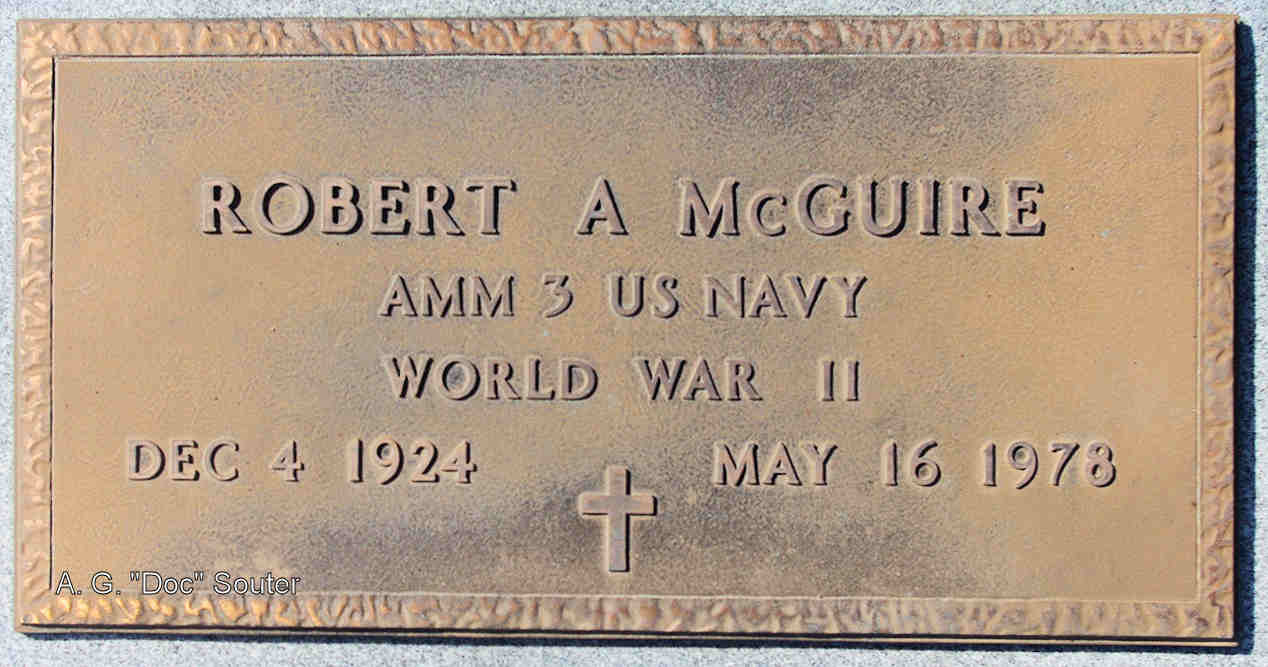 ROBERT A McGUIRE
AMM 3 US NAVY
WORLD WAR II
DEC 4 1924 MAY 16 1978
A. G. "Doc" Souter